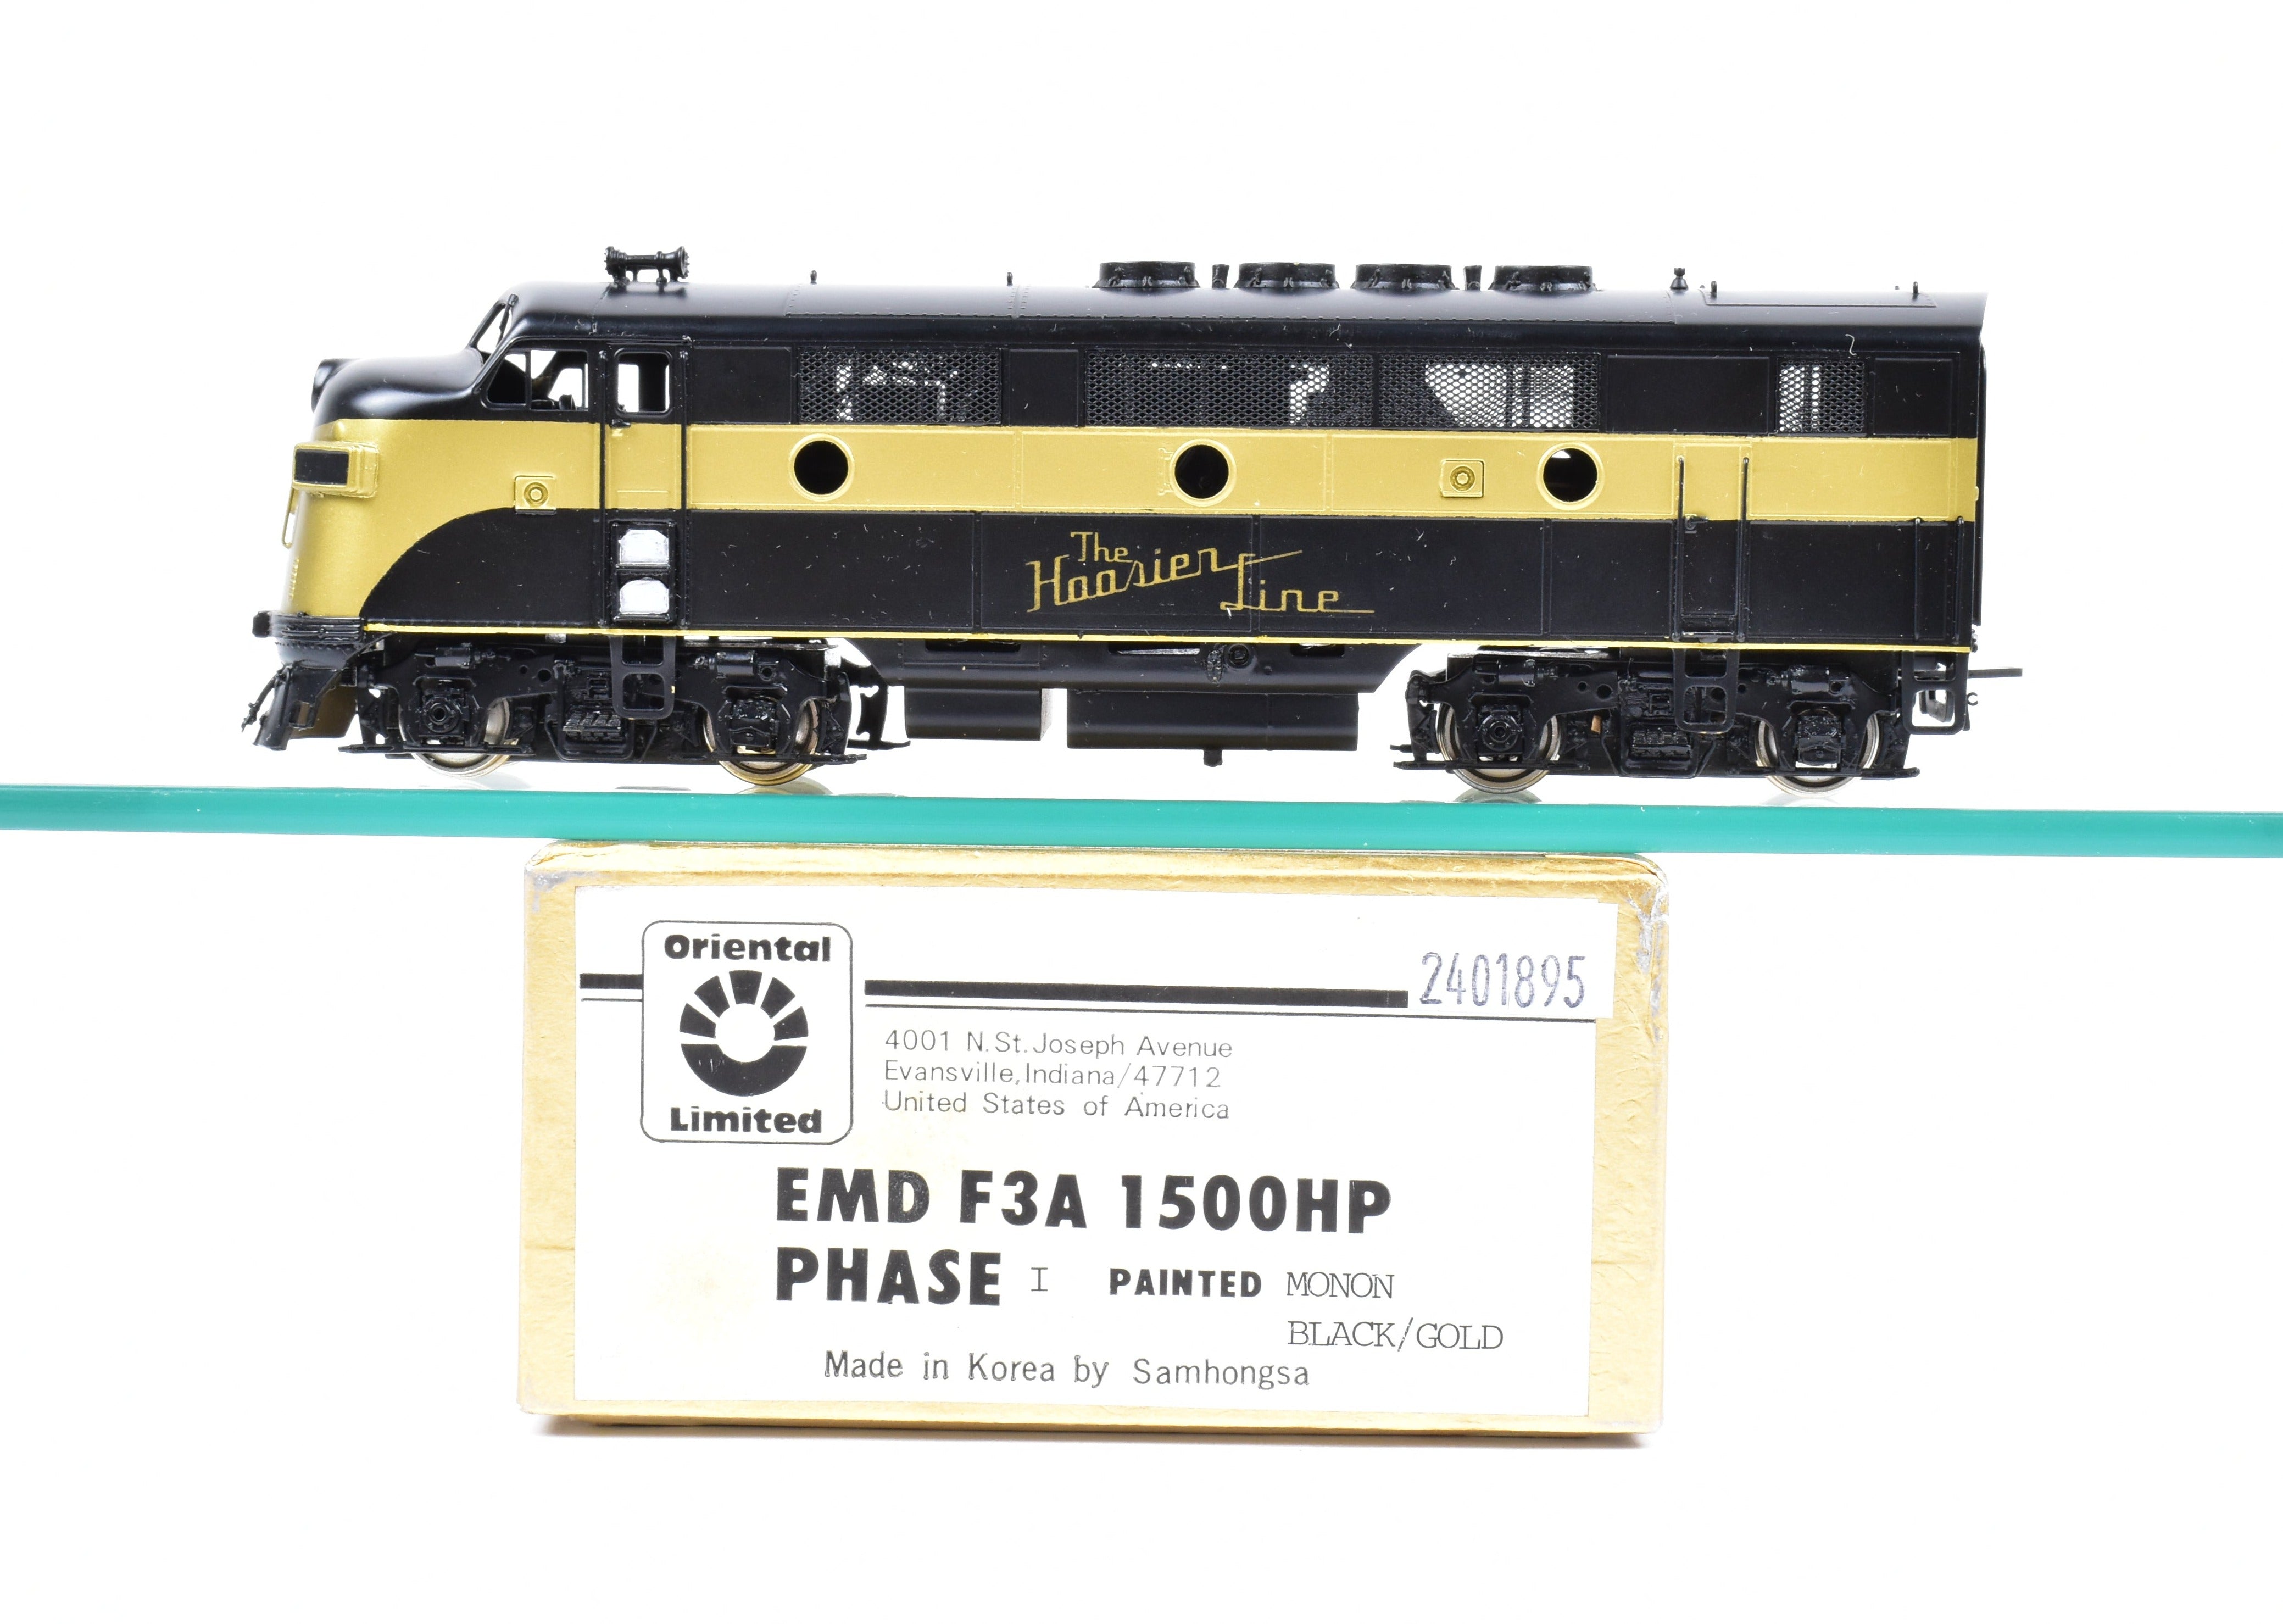 The
Hoosier
Line
Oriental
Limited
2401895
4001 N.St.Joseph Avenue
Evansville,Indiana/47712
United States of America
EMD F3A 1500HP
PHASE I PAINTED MONON
BLACK/GOLD
Made in Korea by Samhongsa